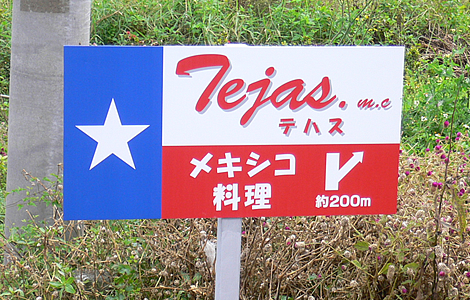 Tejas. m.c
テハス
メキシコ
料理
約200m